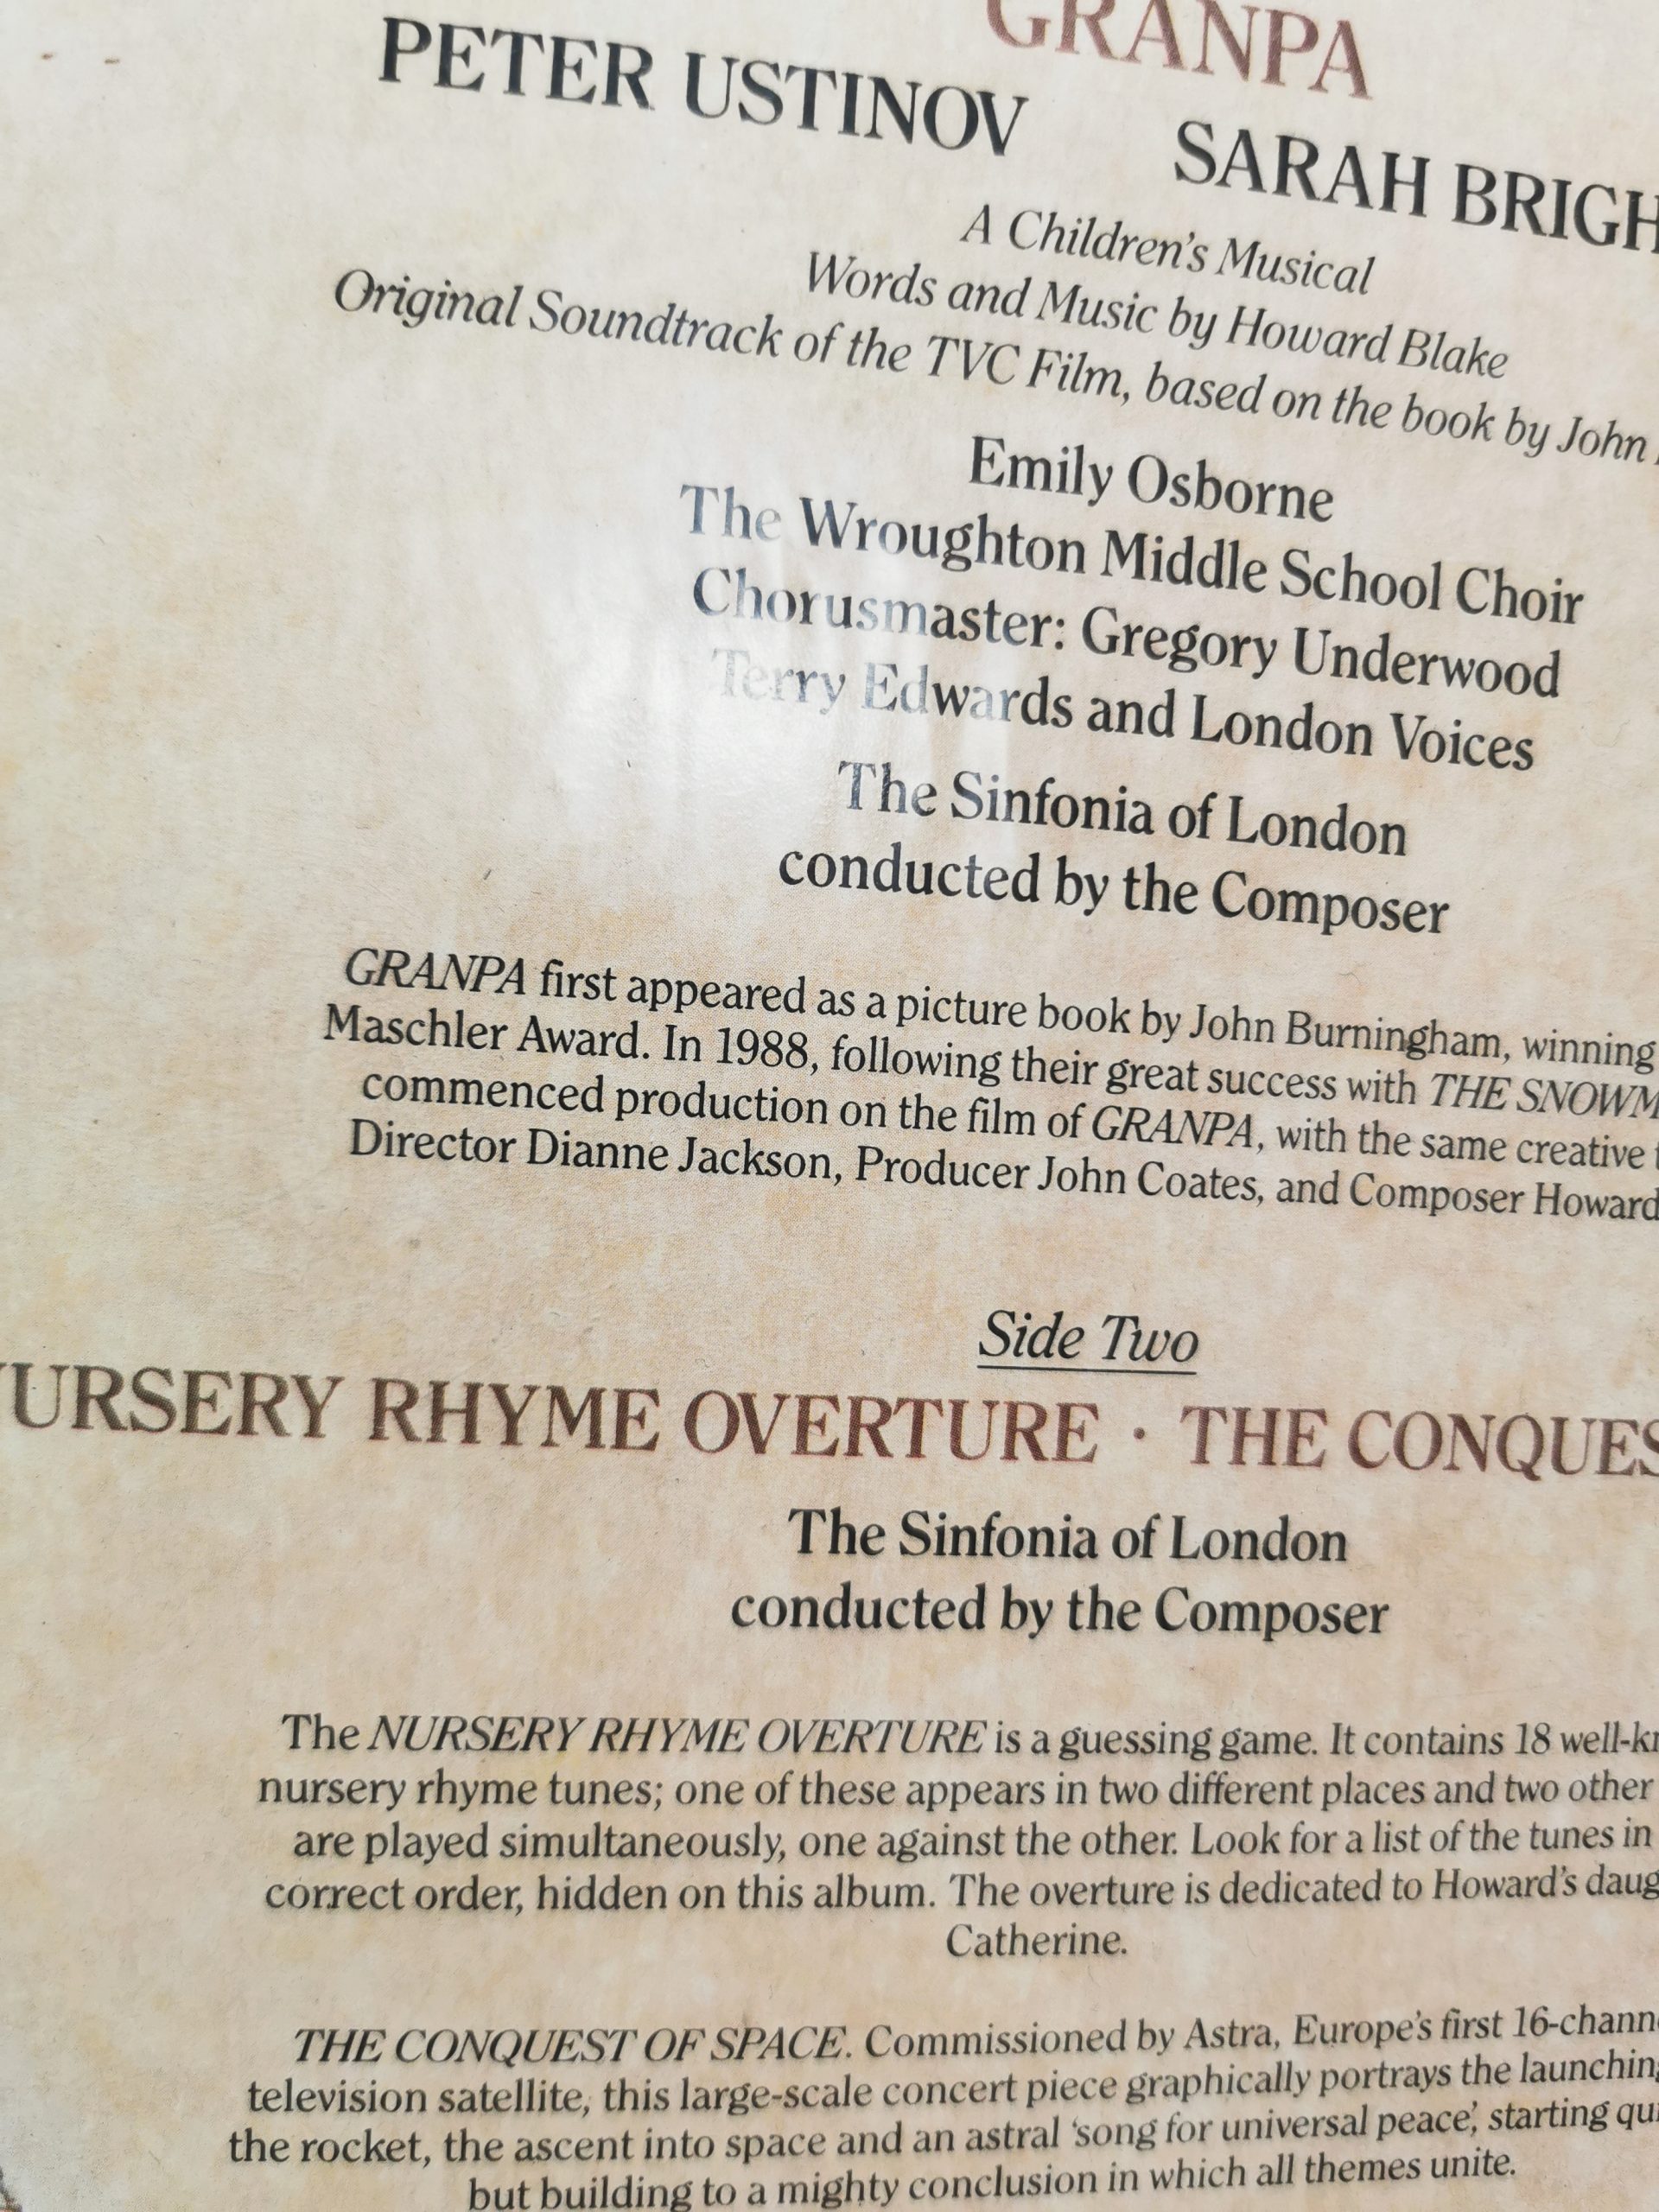 GRANPA
PETER USTINOV SARAH BRIGH
A Children's Musical
Words and Music by Howard Blake
Original Soundtrack of the TVC Film, based on the book by John
Emily Osborne
The Wroughton Middle School Choir
Chorusmaster: Gregory Underwood
Terry Edwards and London Voices
The Sinfonia of London
conducted by the Composer
GRANPA first appeared as a picture book by John Burningham, winning
Maschler Award. In 1988, following their great success with THE SNOWM
commenced production on the film of GRANPA, with the same creative
Director Dianne Jackson, Producer John Coates, and Composer Howard
Side Two
NURSERY RHYME OVERTURE · THE CONQUES
The Sinfonia of London
conducted by the Composer
The NURSERY RHYME OVERTURE is a guessing game. It contains 18 well-kn
nursery rhyme tunes; one of these appears in two different places and two other
are played simultaneously, one against the other. Look for a list of the tunes in
correct order, hidden on this album. The overture is dedicated to Howard's daug
Catherine.
THE CONQUEST OF SPACE. Commissioned by Astra, Europe's first 16-chann
television satellite, this large-scale concert piece graphically portrays the launching
the rocket, the ascent into space and an astral 'song for universal peace', starting qui
but building to a mighty conclusion in which all themes unite.